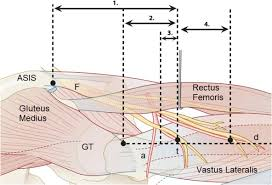 1.
2.
3.
4.
ASIS
F
Rectus
Femoris
Gluteus
Medius
GT
a
t
d
Vastus Lateralis